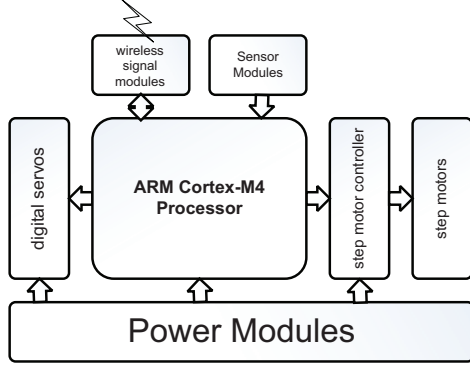 wireless
signal
modules
Sensor
Modules
digital servos
ARM Cortex-M4
Processor
step motor controller
step motors
Power Modules